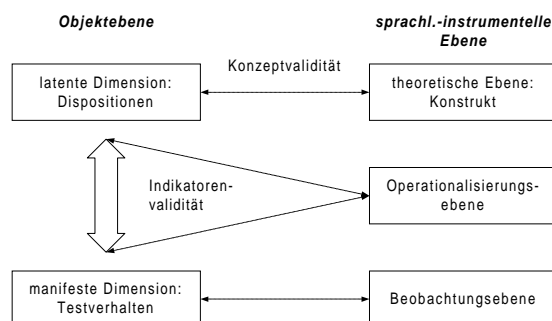 Objektebene
sprachl.-instrumentelle
Ebene
latente Dimension:
Dispositionen
Konzeptvalidität
theoretische Ebene:
Konstrukt
Indikatoren-
validität
Operationalisierungs-
ebene
manifeste Dimension:
Testverhalten
Beobachtungsebene